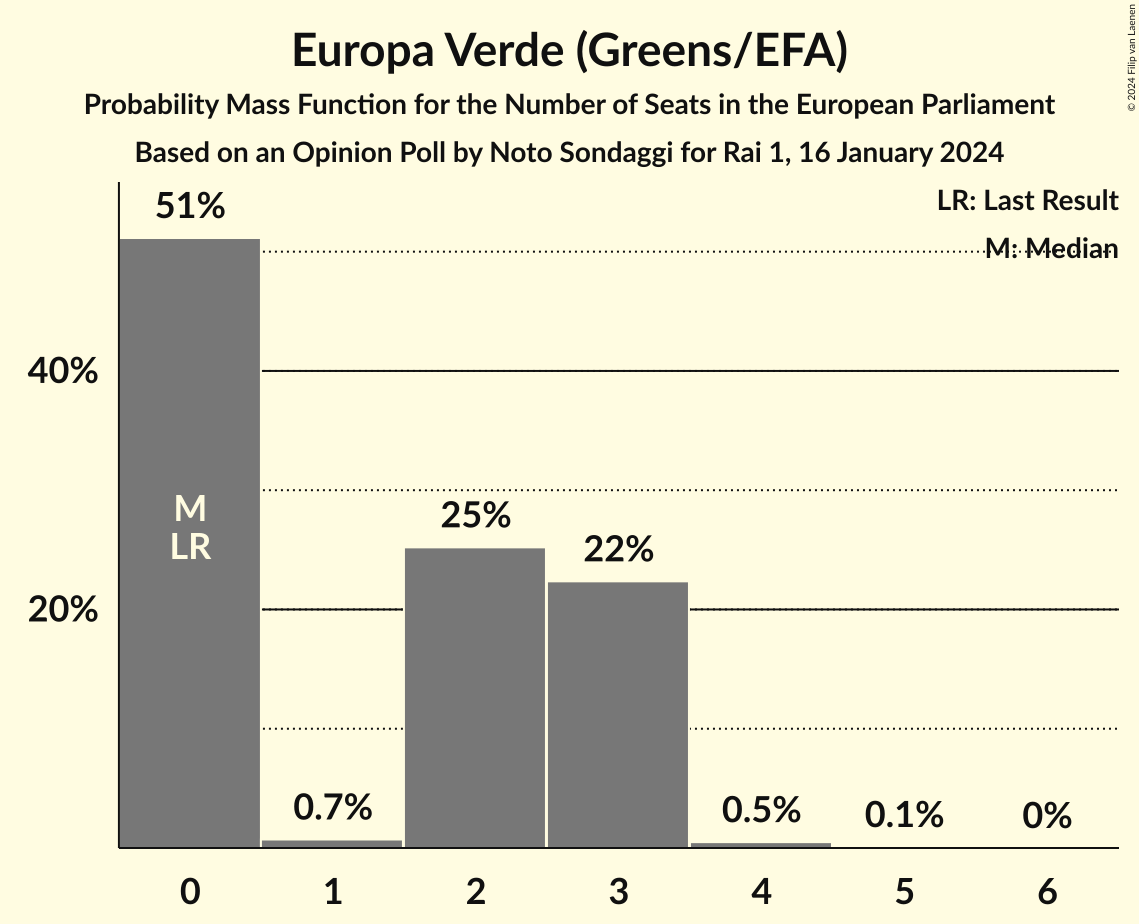 Europa Verde (Greens/EFA)
Probability Mass Function for the Number of Seats in the European Parliament
Based on an Opinion Poll by Noto Sondaggi for Rai 1, 16 January 2024
© 2024 Filip van Laenen
LR: Last Result
M: Median
51%
40%
M
LR
25%
22%
20%
0.7%
0.5%
0.1%
0%
0 1 2 3 4 5 6